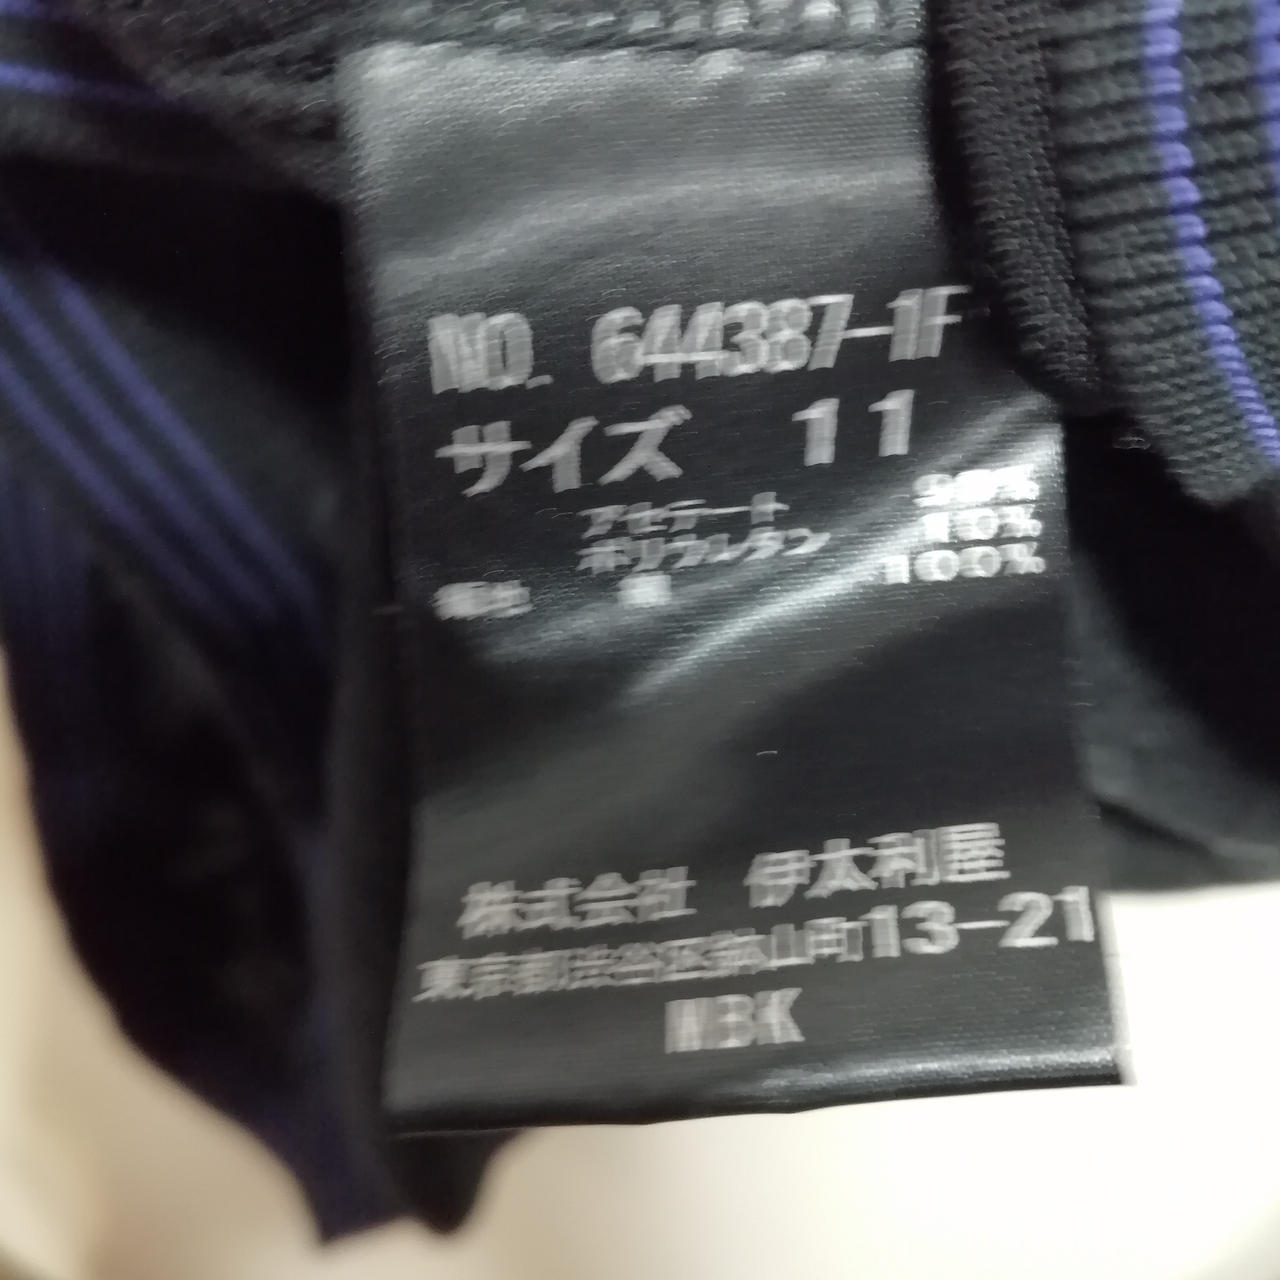 NO. 644387-1F
サイズ 11
アセテート 90%
ポリウレタン 10%
100%
株式会社 伊太利屋
東京都渋谷区鉢山町13-21
WBK